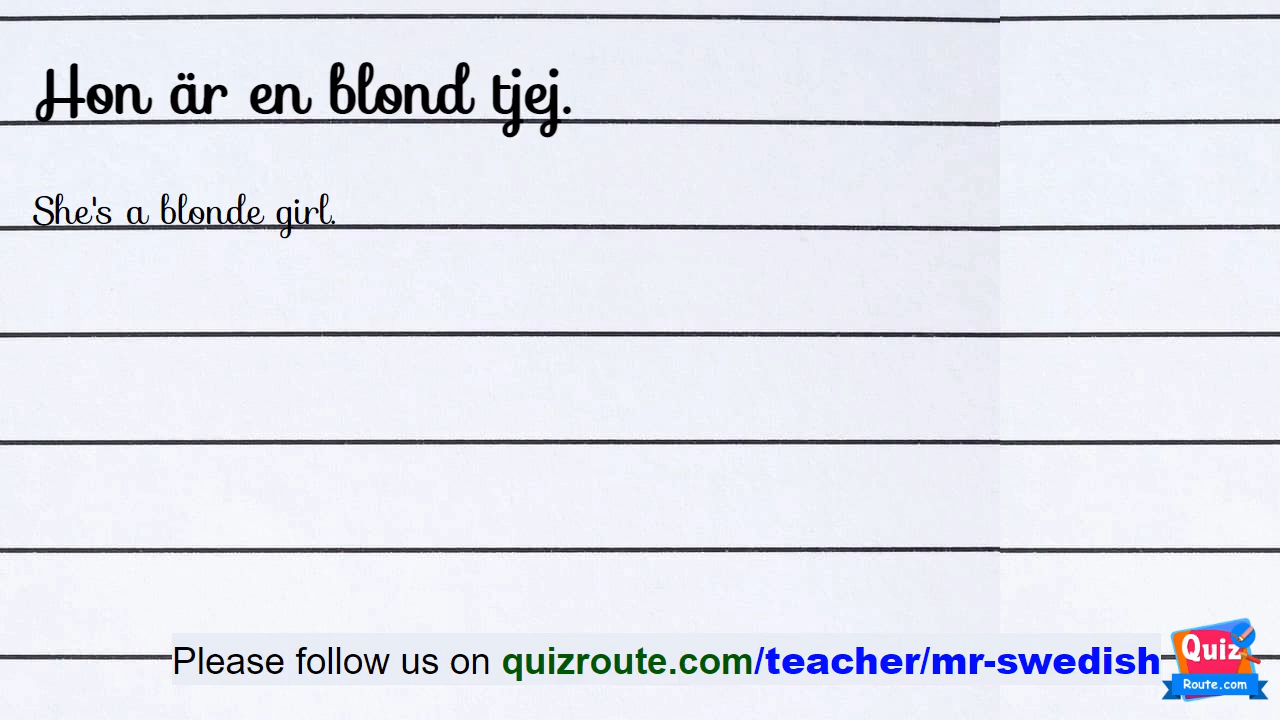 Hon är en blond tjej.
She's a blonde girl.
Please follow us on quizroute.com/teacher/mr-swedish
Quiz
Route.com